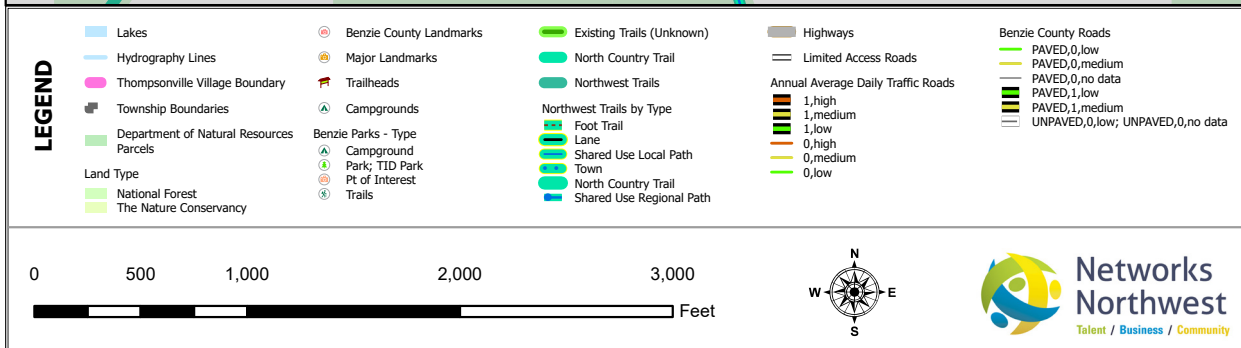 LEGEND
Lakes
Hydrography Lines
Thompsonville Village Boundary
Township Boundaries
Department of Natural Resources
Parcels
Land Type
National Forest
The Nature Conservancy
Benzie County Landmarks
Major Landmarks
Trailheads
Campgrounds
Benzie Parks - Type
Campground
Park; TID Park
Pt of Interest
Trails
Existing Trails (Unknown)
North Country Trail
Northwest Trails
Northwest Trails by Type
Foot Trail
Lane
Shared Use Local Path
Town
North Country Trail
Shared Use Regional Path
Highways
Limited Access Roads
Annual Average Daily Traffic Roads
1,high
1,medium
1,low
0,high
0,medium
0,low
Benzie County Roads
PAVED,0,low
PAVED,0,medium
PAVED,0,no data
PAVED,1,low
PAVED,1,medium
UNPAVED,0,low; UNPAVED,0,no data
0 500 1,000 2,000 3,000
Feet
N
W E
S
Networks
Northwest
Talent / Business / Community